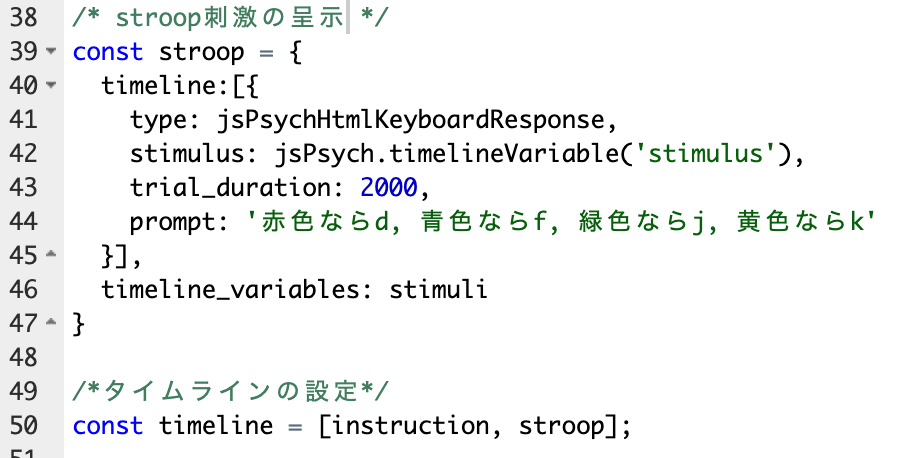 38 /* stroop刺激の呈示 */
39 const stroop = {
40   timeline:[{
41     type: jsPsychHtmlKeyboardResponse,
42     stimulus: jsPsych.timelineVariable('stimulus'),
43     trial_duration: 2000,
44     prompt: '赤色ならd, 青色ならf, 緑色ならj, 黄色ならk'
45   }],
46   timeline_variables: stimuli
47 }
48
49 /*タイムラインの設定*/
50 const timeline = [instruction, stroop];